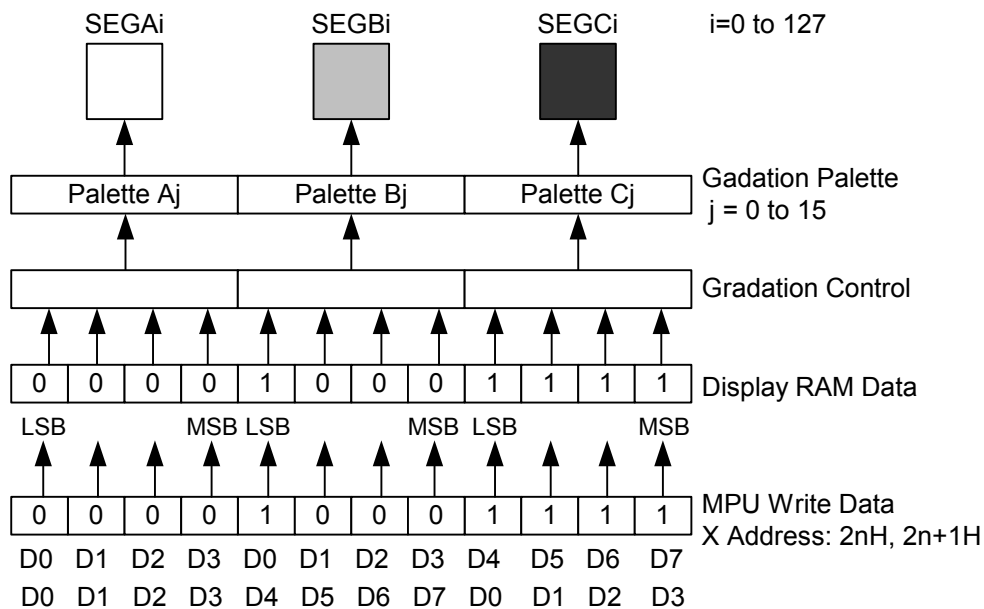 SEGAi SEGBi SEGCi i=0 to 127
Palette Aj Palette Bj Palette Cj Gadation Palette
j = 0 to 15
Gradation Control
0 0 0 0 1 0 0 0 1 1 1 1 Display RAM Data
LSB MSB LSB MSB LSB MSB
0 0 0 0 1 0 0 0 1 1 1 1 MPU Write Data
X Address: 2nH, 2n+1H
D0 D1 D2 D3 D0 D1 D2 D3 D4 D5 D6 D7
D0 D1 D2 D3 D4 D5 D6 D7 D0 D1 D2 D3